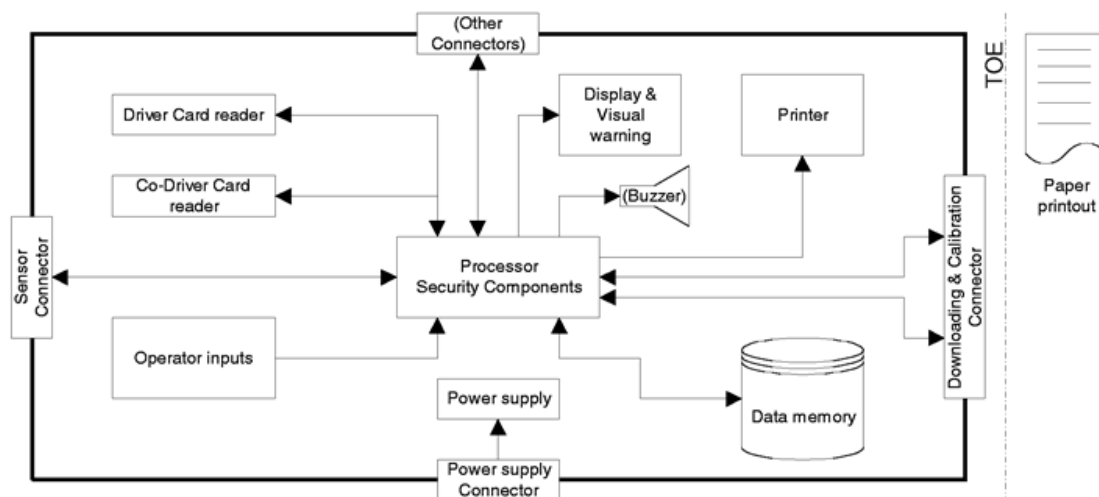 (Other
Connectors)
TOE
Driver Card reader
Display &
Visual
warning
Printer
Co-Driver Card
reader
(Buzzer)
Paper
printout
Sensor
Connector
Processor
Security Components
Downloading & Calibration
Connector
Operator inputs
Power supply
Data memory
Power supply
Connector